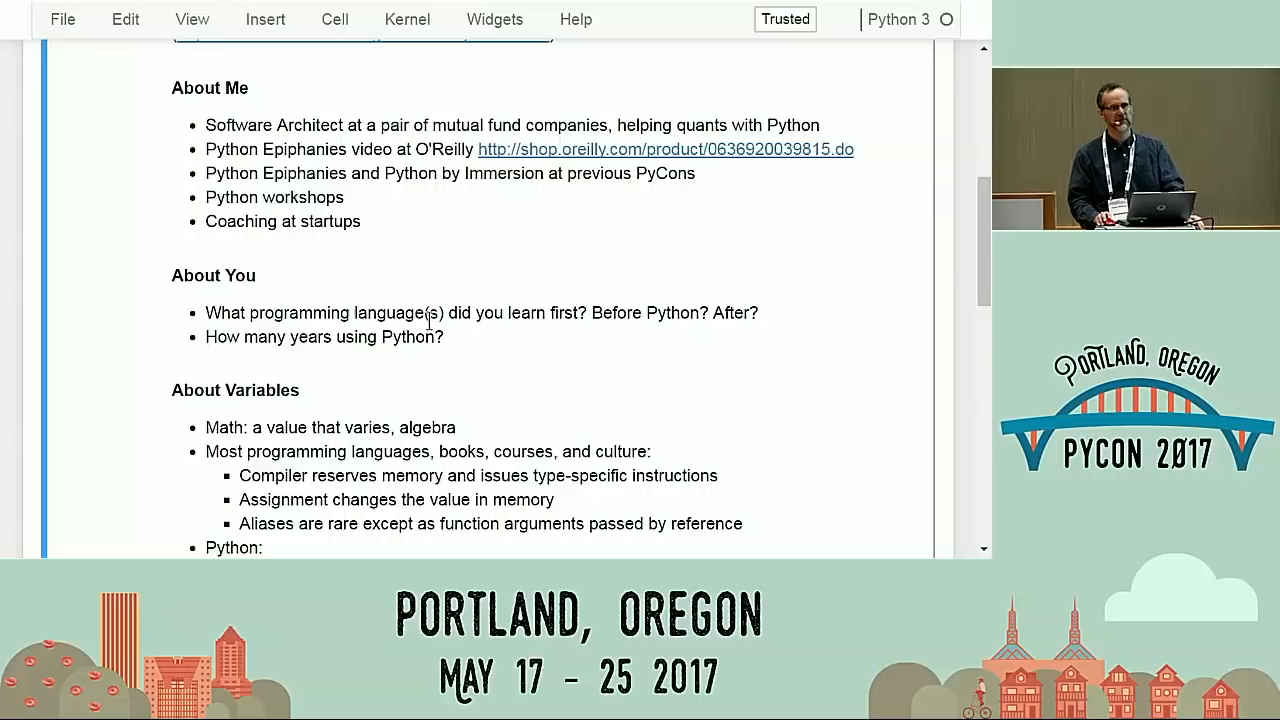 File Edit View Insert Cell Kernel Widgets Help Trusted Python 3
About Me
• Software Architect at a pair of mutual fund companies, helping quants with Python
• Python Epiphanies video at O'Reilly http://shop.oreilly.com/product/0636920039815.do
• Python Epiphanies and Python by Immersion at previous PyCons
• Python workshops
• Coaching at startups
About You
• What programming language(s) did you learn first? Before Python? After?
• How many years using Python?
About Variables
• Math: a value that varies, algebra
• Most programming languages, books, courses, and culture:
▪ Compiler reserves memory and issues type-specific instructions
▪ Assignment changes the value in memory
▪ Aliases are rare except as function arguments passed by reference
• Python:
PORTLAND, OREGON
PYCON 2017
PORTLAND, OREGON
MAY 17 - 25 2017